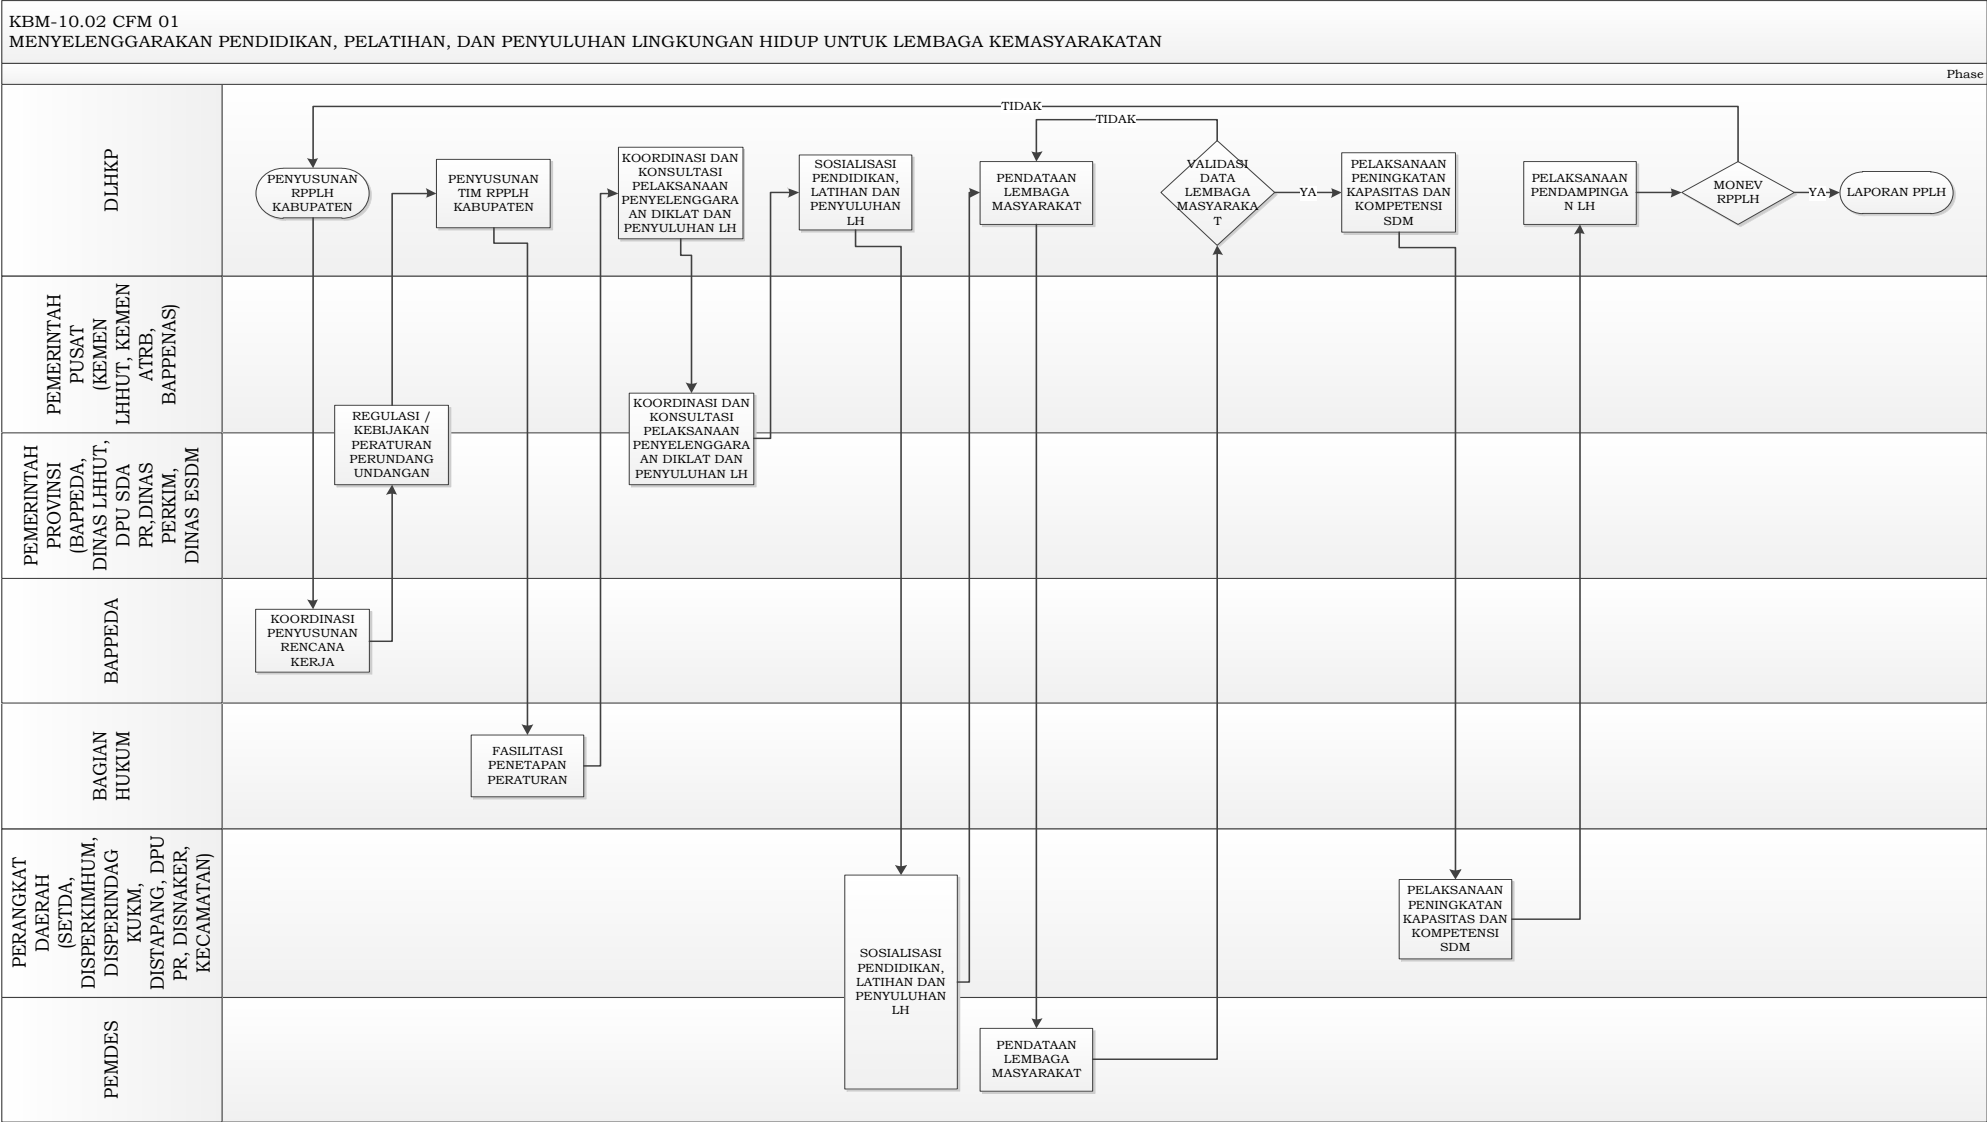 KBM-10.02 CFM 01
MENYELENGGARAKAN PENDIDIKAN, PELATIHAN, DAN PENYULUHAN LINGKUNGAN HIDUP UNTUK LEMBAGA KEMASYARAKATAN
Phase
DLHKP
TIDAK
TIDAK
PENYUSUNAN
RPPLH
KABUPATEN
PENYUSUNAN
TIM RPPLH
KABUPATEN
KOORDINASI DAN
KONSULTASI
PELAKSANAAN
PENYELENGGARA
AN DIKLAT DAN
PENYULUHAN LH
SOSIALISASI
PENDIDIKAN,
LATIHAN DAN
PENYULUHAN
LH
PENDATAAN
LEMBAGA
MASYARAKAT
VALIDASI
DATA
LEMBAGA
MASYARAKA
T
YA
PELAKSANAAN
PENINGKATAN
KAPASITAS DAN
KOMPETENSI
SDM
PELAKSANAAN
PENDAMPINGA
N LH
MONEV
RPPLH
YA
LAPORAN PPLH
PEMERINTAH
PUSAT
(KEMEN
LHHUT, KEMEN
ATRB,
BAPPENAS)
REGULASI /
KEBIJAKAN
PERATURAN
PERUNDANG
UNDANGAN
KOORDINASI DAN
KONSULTASI
PELAKSANAAN
PENYELENGGARA
AN DIKLAT DAN
PENYULUHAN LH
PEMERINTAH
PROVINSI
(BAPPEDA,
DINAS LHHUT,
DPU SDA
PR,DINAS
PERKIM,
DINAS ESDM
BAPPEDA
KOORDINASI
PENYUSUNAN
RENCANA
KERJA
BAGIAN
HUKUM
FASILITASI
PENETAPAN
PERATURAN
PERANGKAT
DAERAH
(SETDA,
DISPERKIMHUM,
DISPERINDAG
KUKM,
DISTAPANG, DPU
PR, DISNAKER,
KECAMATAN)
SOSIALISASI
PENDIDIKAN,
LATIHAN DAN
PENYULUHAN
LH
PELAKSANAAN
PENINGKATAN
KAPASITAS DAN
KOMPETENSI
SDM
PEMDES
PENDATAAN
LEMBAGA
MASYARAKAT